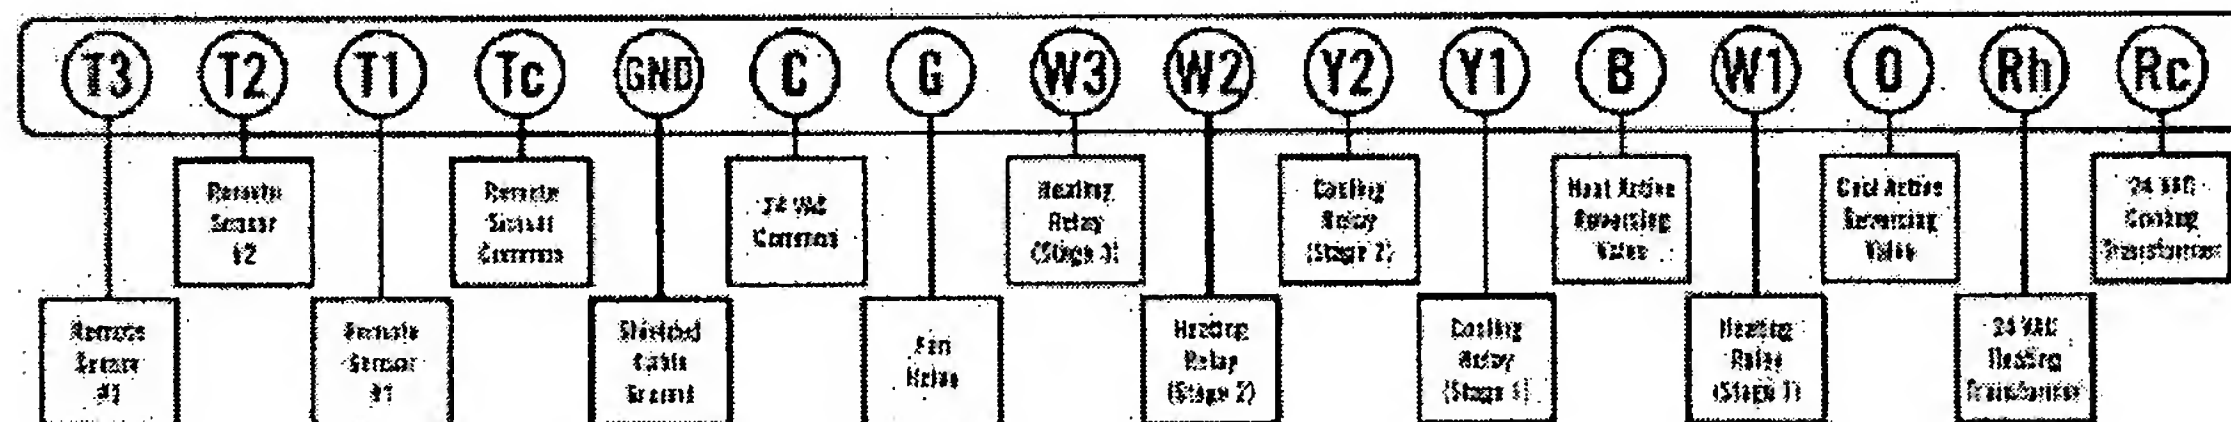 T3 T2 T1 Tc GND C G W3 W2 Y2 Y1 B W1 O Rh Rc
Remote
Sensor
#2
Remote
Sensor
Common
24 VAC
Common
Heating
Relay
(Stage 3)
Cooling
Relay
(Stage 2)
Heat Active
Reversing
Valve
Cool Active
Reversing
Valve
24 VAC
Cooling
Transformer
Remote
Sensor
Remote
Sensor
#1
Shielded
Cable
Ground
Fan
Relay
Heating
Relay
(Stage 2)
Cooling
Relay
(Stage 1)
Heating
Relay
(Stage 1)
24 VAC
Heating
Transformer